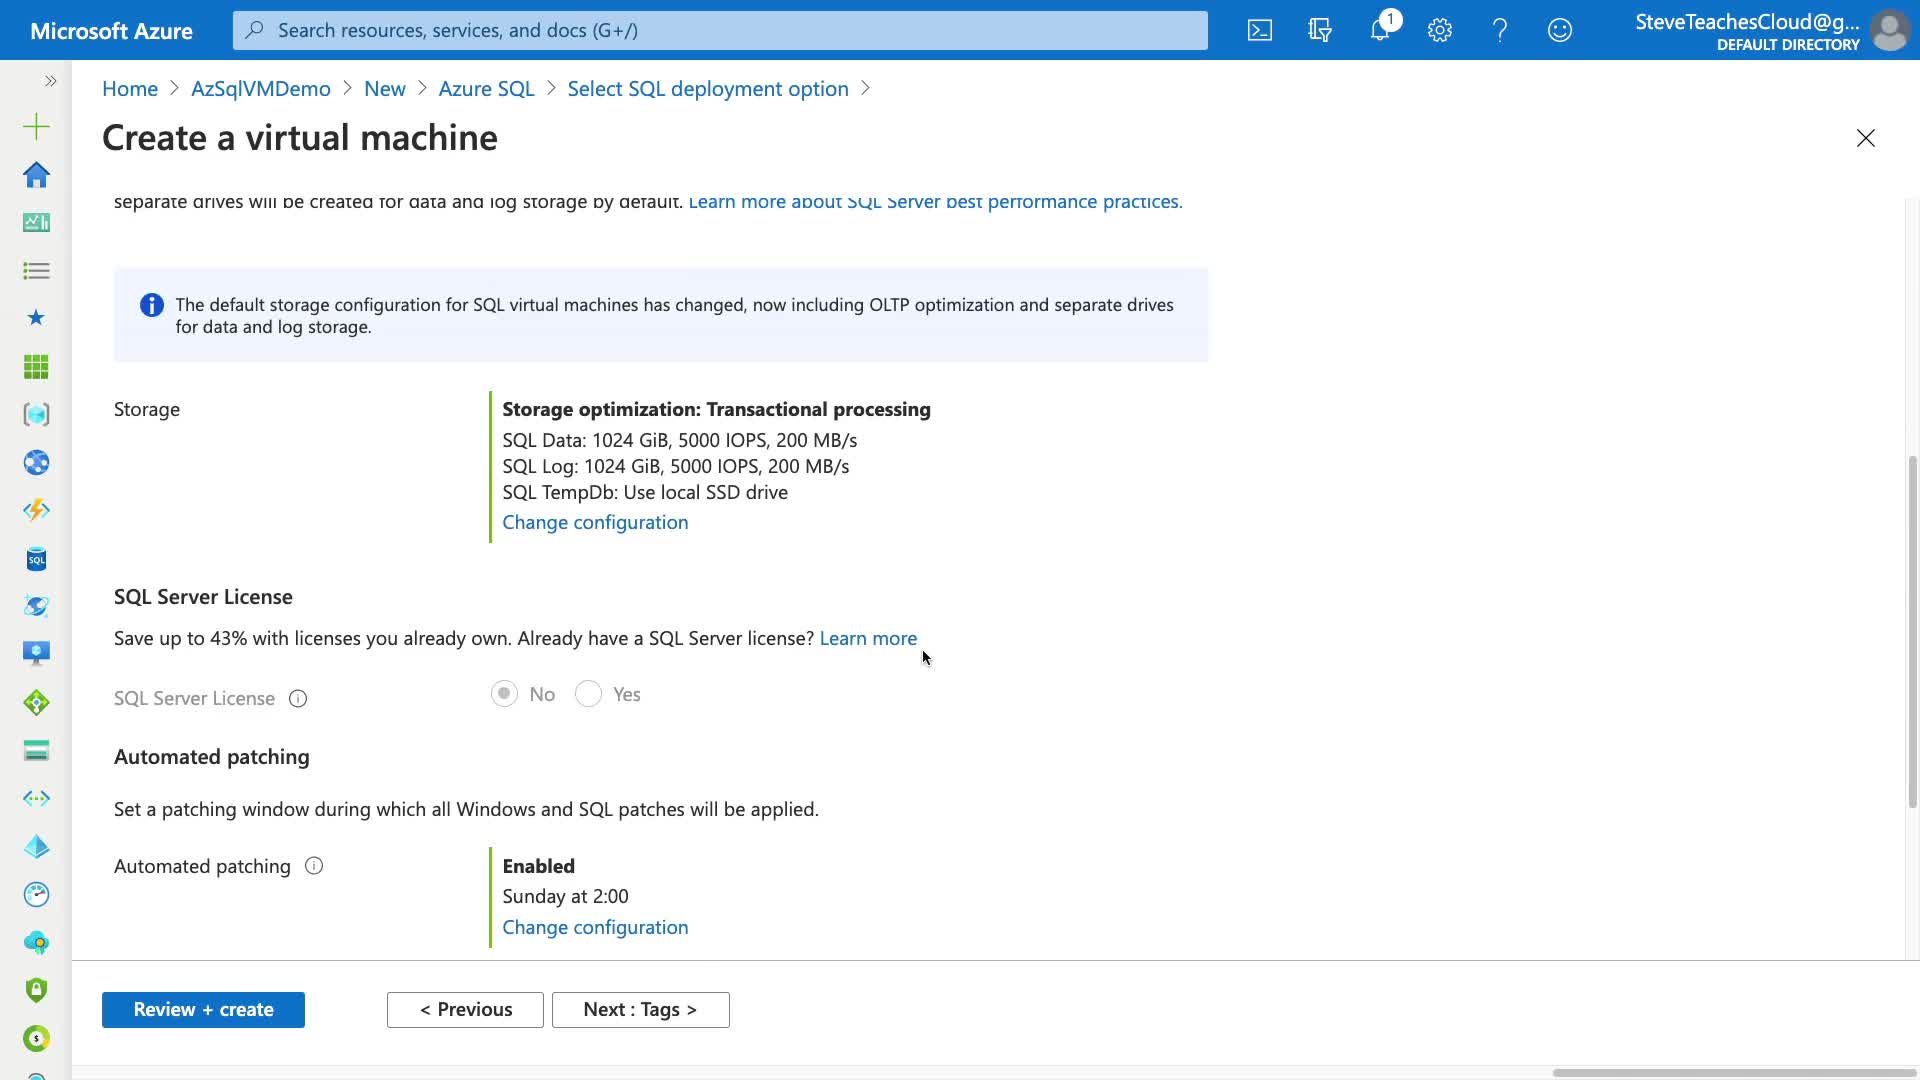 Microsoft Azure
Search resources, services, and docs (G+/)
1
SteveTeachesCloud@g...
DEFAULT DIRECTORY
Home > AzSqlVMDemo > New > Azure SQL > Select SQL deployment option >
Create a virtual machine
separate drives will be created for data and log storage by default. Learn more about SQL Server best performance practices.
The default storage configuration for SQL virtual machines has changed, now including OLTP optimization and separate drives
for data and log storage.
Storage
Storage optimization: Transactional processing
SQL Data: 1024 GiB, 5000 IOPS, 200 MB/s
SQL Log: 1024 GiB, 5000 IOPS, 200 MB/s
SQL TempDb: Use local SSD drive
Change configuration
SQL Server License
Save up to 43% with licenses you already own. Already have a SQL Server license? Learn more
SQL Server License
No Yes
Automated patching
Set a patching window during which all Windows and SQL patches will be applied.
Automated patching
Enabled
Sunday at 2:00
Change configuration
Review + create
< Previous
Next : Tags >
SQL